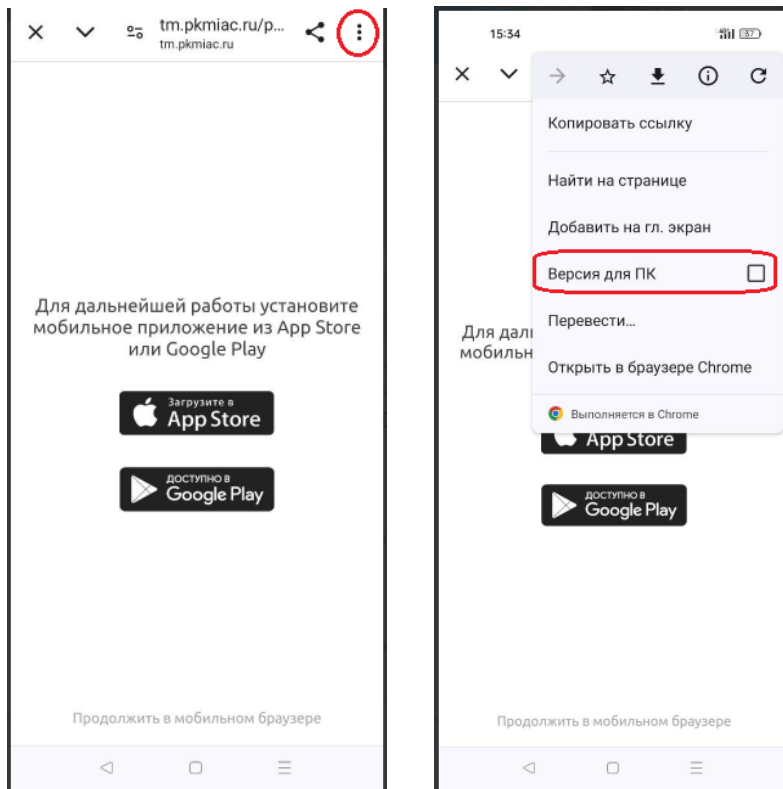 tm.pkmiac.ru/p...
tm.pkmiac.ru
Для дальнейшей работы установите
мобильное приложение из App Store
или Google Play
Загрузите в
App Store
ДОСТУПНО В
Google Play
Продолжить в мобильном браузере
15:34
37
Копировать ссылку
Найти на странице
Добавить на гл. экран
Версия для ПК
Перевести...
Открыть в браузере Chrome
Выполняется в Chrome
Для дал
мобильн
App Store
ДОСТУПНО В
Google Play
Продолжить в мобильном браузере